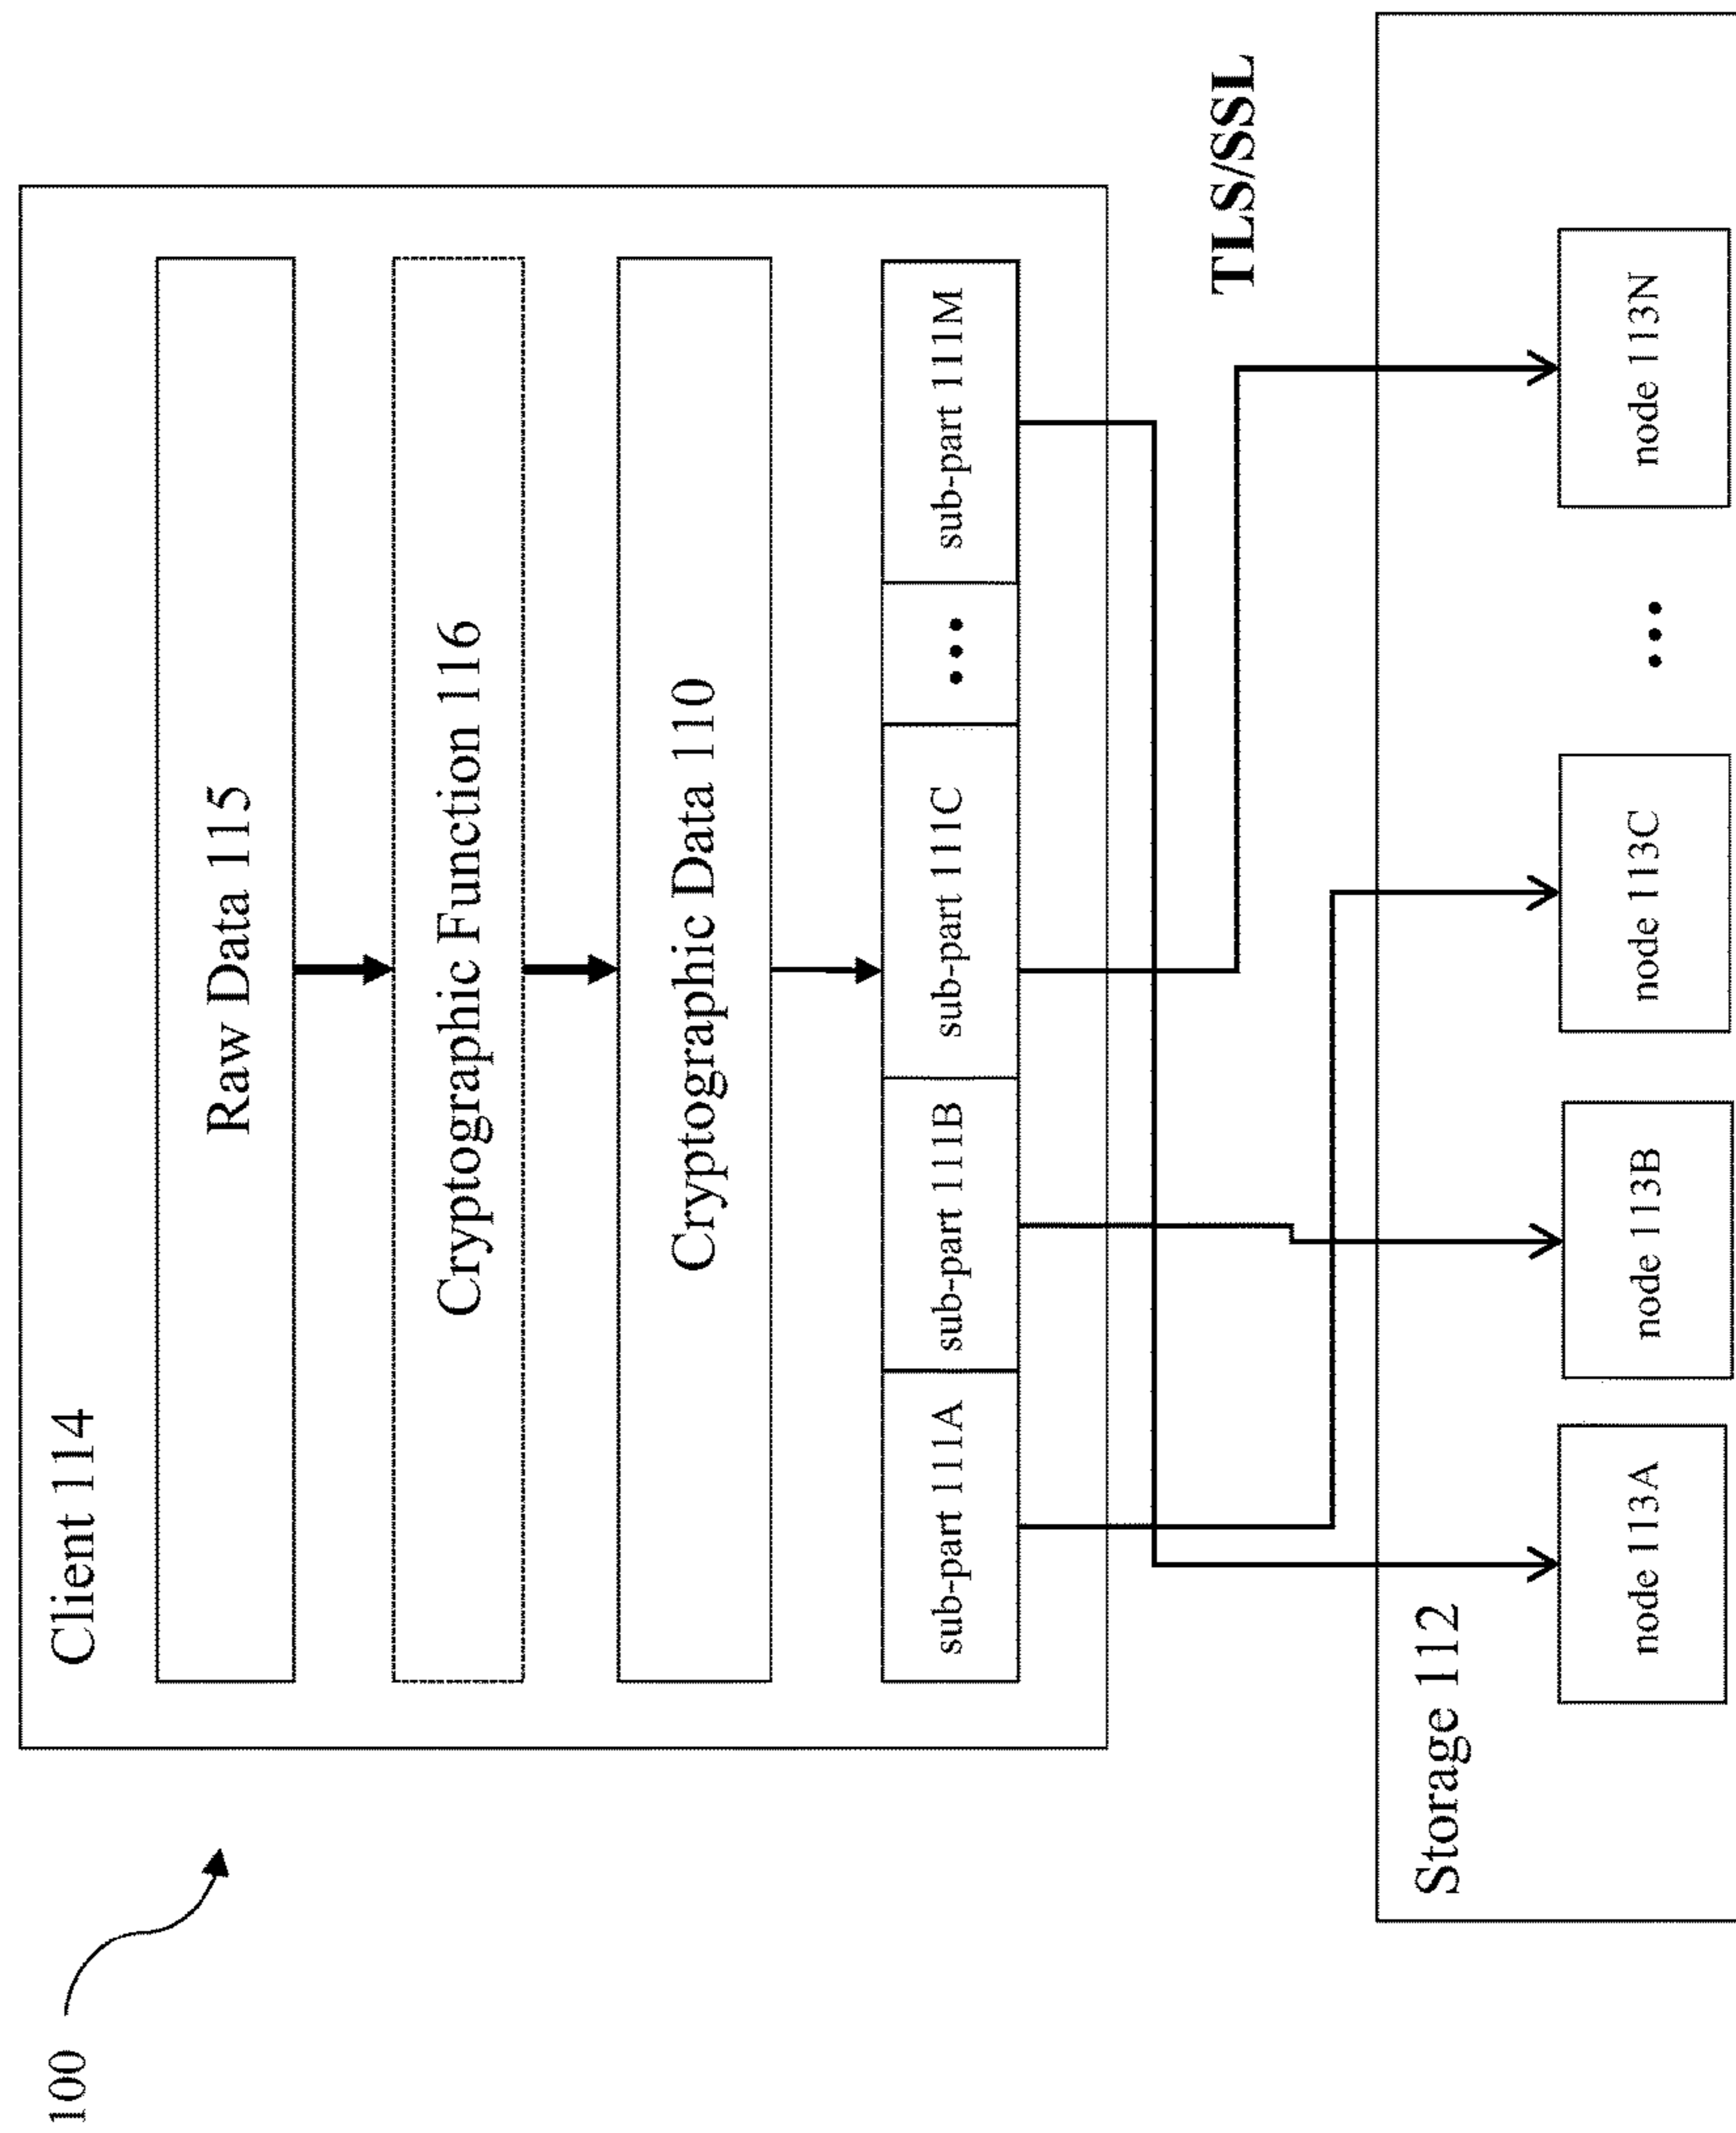 100
Client 114
Raw Data 115
Cryptographic Function 116
Cryptographic Data 110
sub-part 111A
sub-part 111B
sub-part 111C
•••
sub-part 111M
TLS/SSL
Storage 112
node 113A
node 113B
node 113C
•••
node 113N